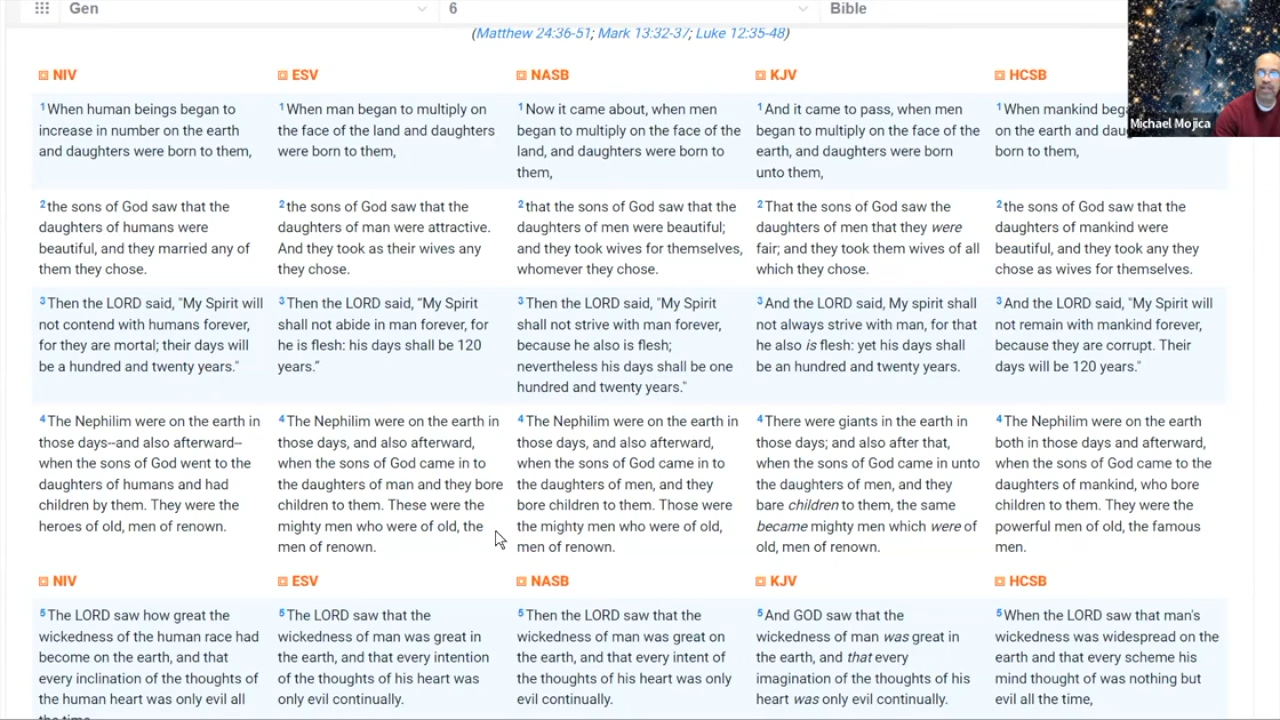 Gen 6 Bible
(Matthew 24:36-51; Mark 13:32-37; Luke 12:35-48)
Michael Mojica
NIV
1 When human beings began to
increase in number on the earth
and daughters were born to them,
ESV
1 When man began to multiply on
the face of the land and daughters
were born to them,
NASB
1 Now it came about, when men
began to multiply on the face of the
land, and daughters were born to
them,
KJV
1 And it came to pass, when men
began to multiply on the face of the
earth, and daughters were born
unto them,
HCSB
1 When mankind
on the earth and
born to them,
2 the sons of God saw that the
daughters of humans were
beautiful, and they married any of
them they chose.
2 the sons of God saw that the
daughters of man were attractive.
And they took as their wives any
they chose.
2 that the sons of God saw that the
daughters of men were beautiful;
and they took wives for themselves,
whomever they chose.
2 That the sons of God saw the
daughters of men that they were
fair; and they took them wives of all
which they chose.
2 the sons of God saw that the
daughters of mankind were
beautiful, and they took any they
chose as wives for themselves.
3 Then the LORD said, "My Spirit will
not contend with humans forever,
for they are mortal; their days will
be a hundred and twenty years."
3 Then the LORD said, “My Spirit
shall not abide in man forever, for
he is flesh: his days shall be 120
years.”
3 Then the LORD said, "My Spirit
shall not strive with man forever,
because he also is flesh;
nevertheless his days shall be one
hundred and twenty years."
3 And the LORD said, My spirit shall
not always strive with man, for that
he also is flesh: yet his days shall
be an hundred and twenty years.
3 And the LORD said, "My Spirit will
not remain with mankind forever,
because they are corrupt. Their
days will be 120 years."
4 The Nephilim were on the earth in
those days--and also afterward--
when the sons of God went to the
daughters of humans and had
children by them. They were the
heroes of old, men of renown.
4 The Nephilim were on the earth in
those days, and also afterward,
when the sons of God came in to
the daughters of man and they bore
children to them. These were the
mighty men who were of old, the
men of renown.
4 The Nephilim were on the earth in
those days, and also afterward,
when the sons of God came in to
the daughters of men, and they
bore children to them. Those were
the mighty men who were of old,
men of renown.
4 There were giants in the earth in
those days; and also after that,
when the sons of God came in unto
the daughters of men, and they
bare children to them, the same
became mighty men which were of
old, men of renown.
4 The Nephilim were on the earth
both in those days and afterward,
when the sons of God came to the
daughters of mankind, who bore
children to them. They were the
powerful men of old, the famous
men.
NIV
5 The LORD saw how great the
wickedness of the human race had
become on the earth, and that
every inclination of the thoughts of
the human heart was only evil all
the time.
ESV
5 The LORD saw that the
wickedness of man was great in
the earth, and that every intention
of the thoughts of his heart was
only evil continually.
NASB
5 Then the LORD saw that the
wickedness of man was great on
the earth, and that every intent of
the thoughts of his heart was only
evil continually.
KJV
5 And GOD saw that the
wickedness of man was great in
the earth, and that every
imagination of the thoughts of his
heart was only evil continually.
HCSB
5 When the LORD saw that man's
wickedness was widespread on the
earth and that every scheme his
mind thought of was nothing but
evil all the time,